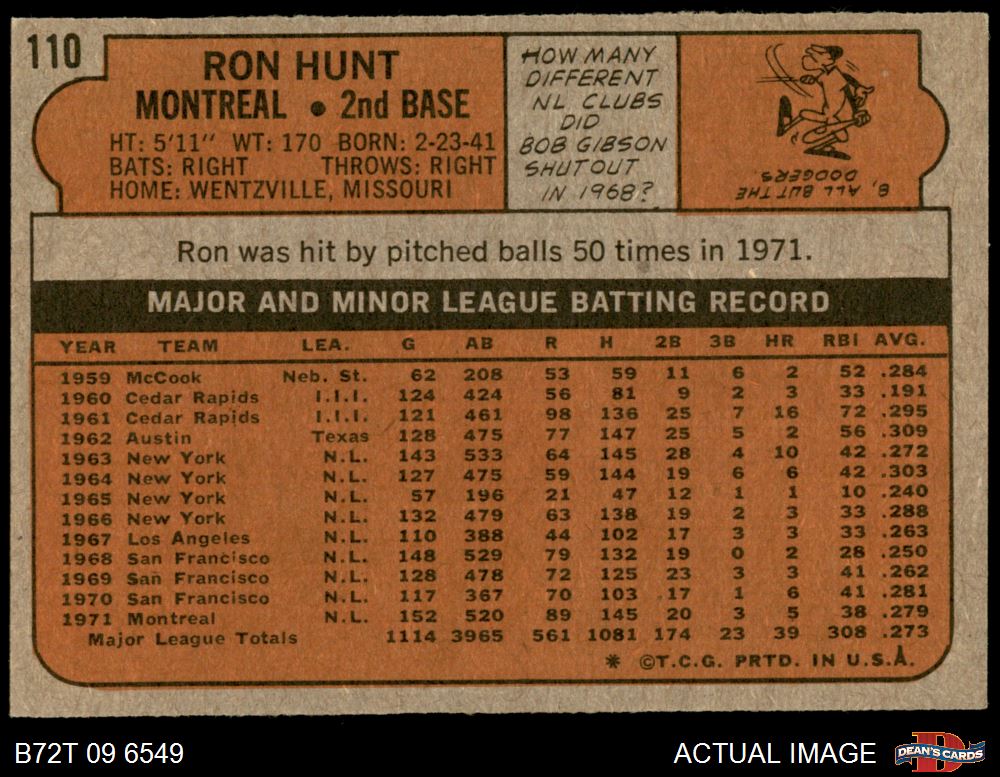 110
RON HUNT
MONTREAL • 2nd BASE
HT: 5'11" WT: 170 BORN: 2-23-41
BATS: RIGHT THROWS: RIGHT
HOME: WENTZVILLE, MISSOURI
HOW MANY
DIFFERENT
NL CLUBS
DID
BOB GIBSON
SHUTOUT
IN 1968?
8, ALL BUT THE
DODGERS.
Ron was hit by pitched balls 50 times in 1971.
MAJOR AND MINOR LEAGUE BATTING RECORD
YEAR TEAM LEA. G AB R H 2B 3B HR RBI AVG.
1959 McCook Neb. St. 62 208 53 59 11 6 2 52 .284
1960 Cedar Rapids I.I.I. 124 424 56 81 9 2 3 33 .191
1961 Cedar Rapids I.I.I. 121 461 98 136 25 7 16 72 .295
1962 Austin Texas 128 475 77 147 25 5 2 56 .309
1963 New York N.L. 143 533 64 145 28 4 10 42 .272
1964 New York N.L. 127 475 59 144 19 6 6 42 .303
1965 New York N.L. 57 196 21 47 12 1 1 10 .240
1966 New York N.L. 132 479 63 138 19 2 3 33 .288
1967 Los Angeles N.L. 110 388 44 102 17 3 3 33 .263
1968 San Francisco N.L. 148 529 79 132 19 0 2 28 .250
1969 San Francisco N.L. 128 478 72 125 23 3 3 41 .262
1970 San Francisco N.L. 117 367 70 103 17 1 6 41 .281
1971 Montreal N.L. 152 520 89 145 20 3 5 38 .279
Major League Totals 1114 3965 561 1081 174 23 39 308 .273
* ©T.C.G. PRTD. IN U.S.A.
B72T 09 6549
ACTUAL IMAGE
DEAN'S CARDS